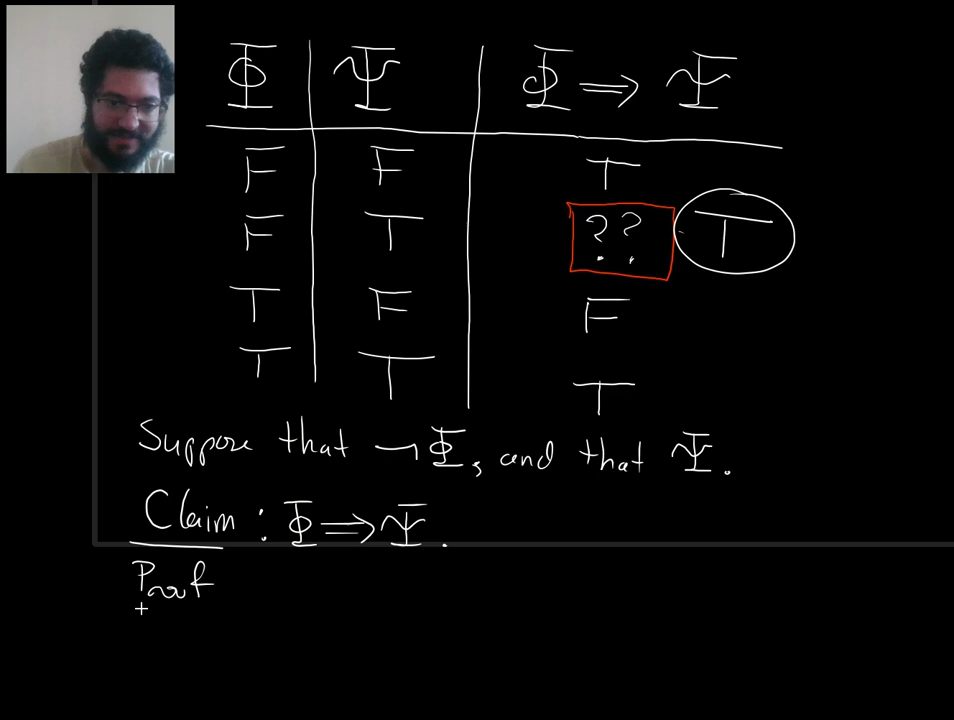 Φ Ψ Φ ⟹ Ψ
F F T
F T ?? T
T F F
T T T
Suppose that ¬Φ, and that Ψ.
Claim: Φ ⟹ Ψ.
Proof